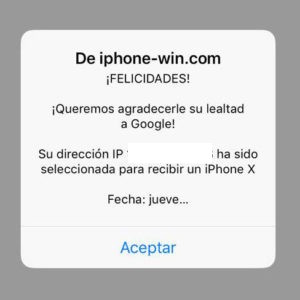 De iphone-win.com
¡FELICIDADES!
¡Queremos agradecerle su lealtad
a Google!
Su dirección IP ha sido
seleccionada para recibir un iPhone X
Fecha: jueve...
Aceptar